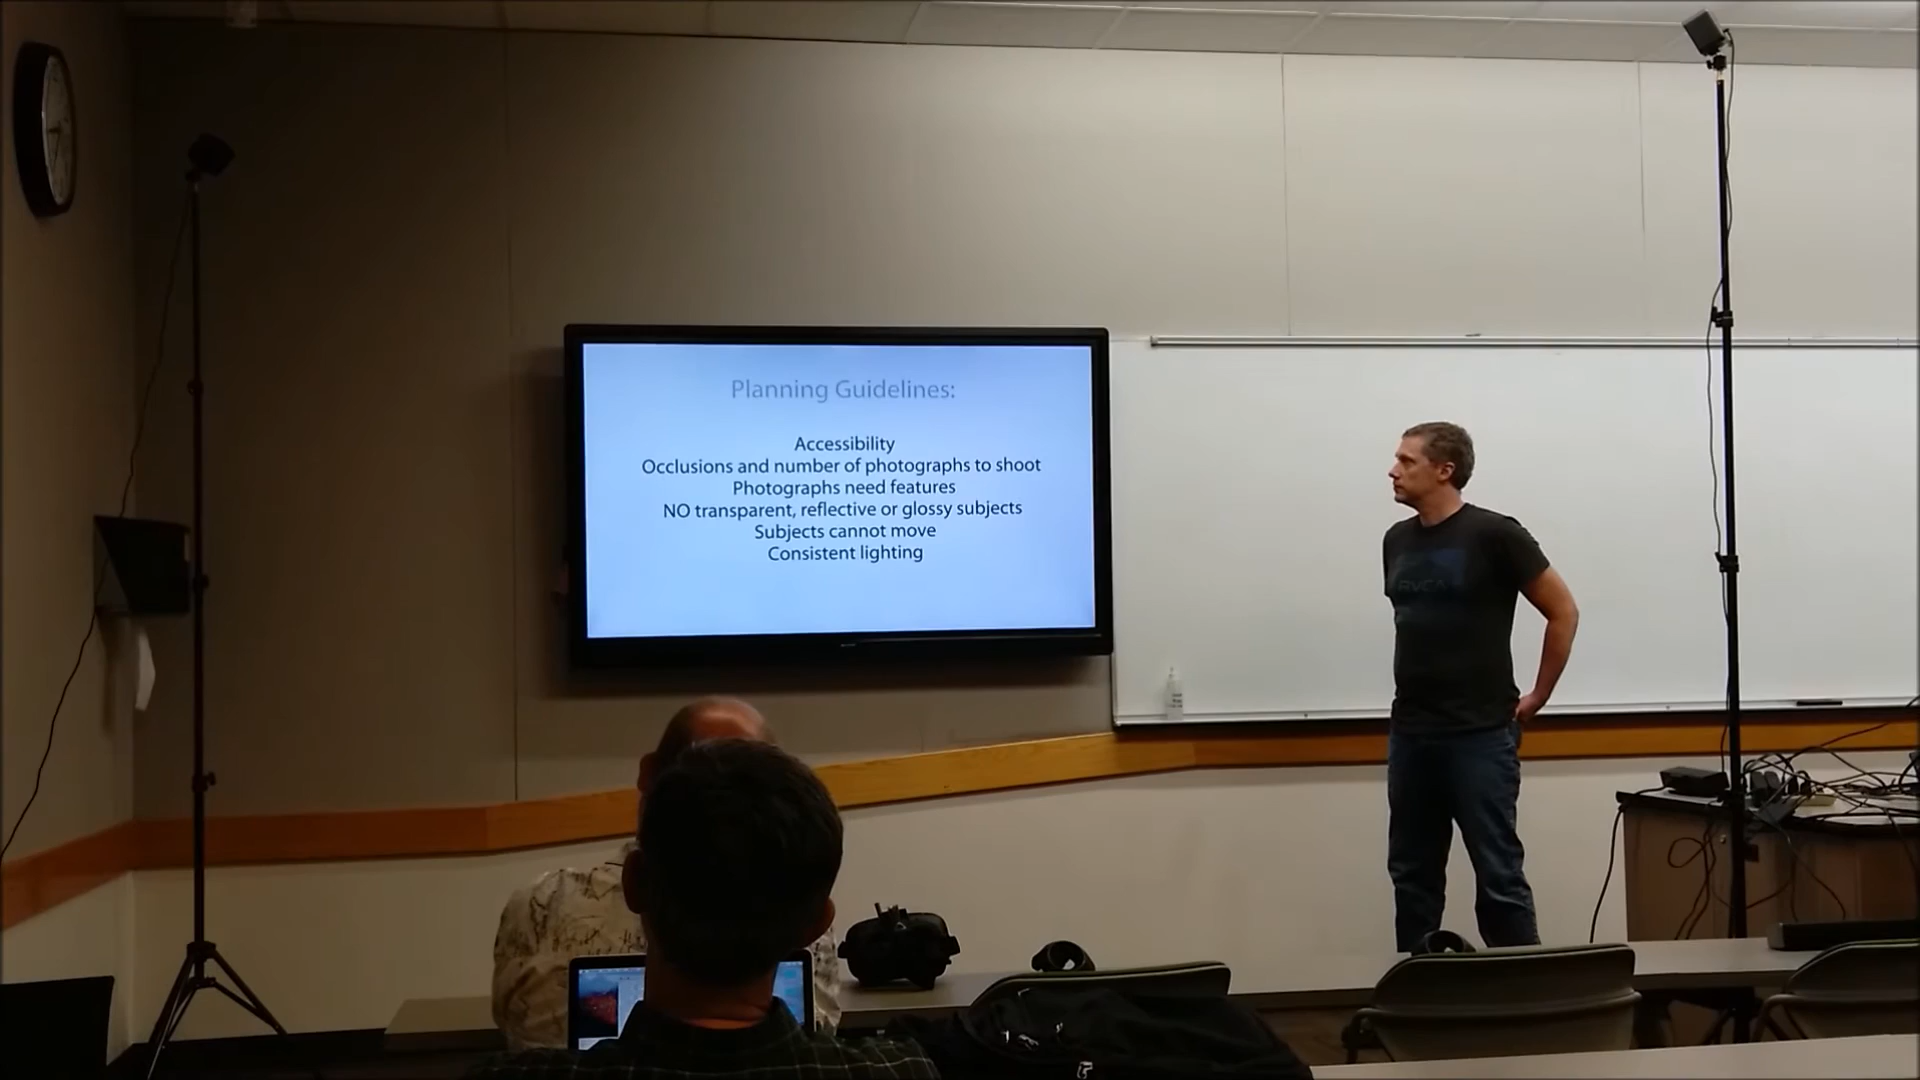 Planning Guidelines:
Accessibility
Occlusions and number of photographs to shoot
Photographs need features
NO transparent, reflective or glossy subjects
Subjects cannot move
Consistent lighting
RVCA